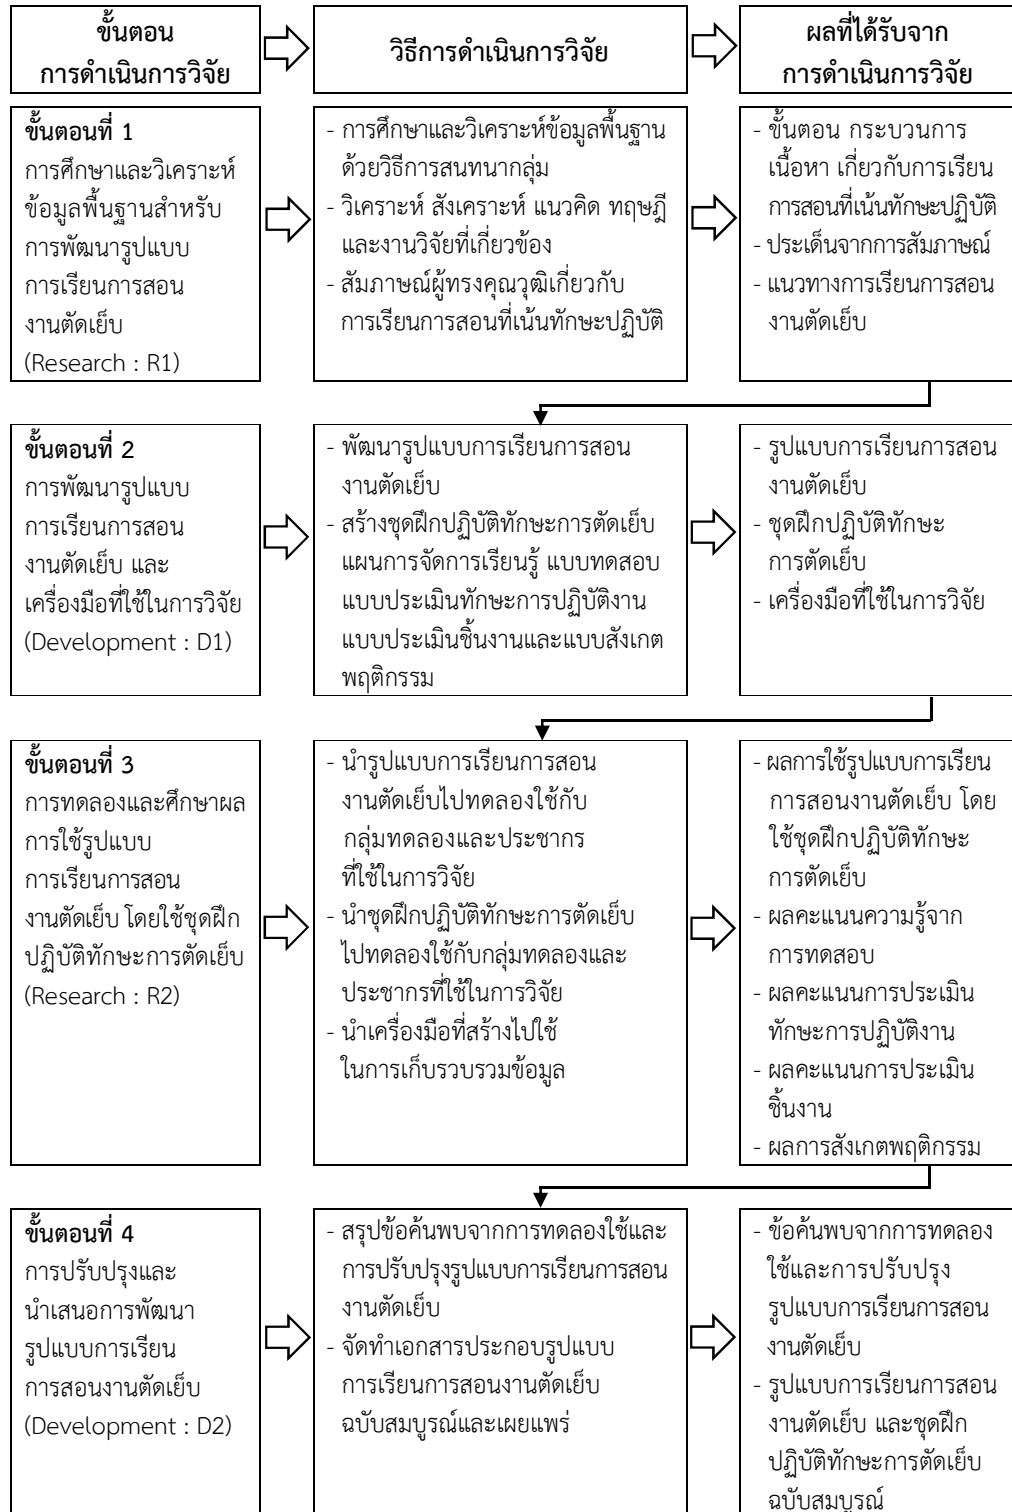 ขั้นตอน
การดำเนินการวิจัย
วิธีการดำเนินการวิจัย
ผลที่ได้รับจาก
การดำเนินการวิจัย
ขั้นตอนที่ 1
การศึกษาและวิเคราะห์
ข้อมูลพื้นฐานสำหรับ
การพัฒนารูปแบบ
การเรียนการสอน
งานตัดเย็บ
(Research : R1)
- การศึกษาและวิเคราะห์ข้อมูลพื้นฐาน
ด้วยวิธีการสนทนากลุ่ม
- วิเคราะห์ สังเคราะห์ แนวคิด ทฤษฎี
และงานวิจัยที่เกี่ยวข้อง
- สัมภาษณ์ผู้ทรงคุณวุฒิเกี่ยวกับ
การเรียนการสอนที่เน้นทักษะปฏิบัติ
- ขั้นตอน กระบวนการ
เนื้อหา เกี่ยวกับการเรียน
การสอนที่เน้นทักษะปฏิบัติ
- ประเด็นจากการสัมภาษณ์
- แนวทางการเรียนการสอน
งานตัดเย็บ
ขั้นตอนที่ 2
การพัฒนารูปแบบ
การเรียนการสอน
งานตัดเย็บ และ
เครื่องมือที่ใช้ในการวิจัย
(Development : D1)
- พัฒนารูปแบบการเรียนการสอน
งานตัดเย็บ
- สร้างชุดฝึกปฏิบัติทักษะการตัดเย็บ
แผนการจัดการเรียนรู้ แบบทดสอบ
แบบประเมินทักษะการปฏิบัติงาน
แบบประเมินชิ้นงานและแบบสังเกต
พฤติกรรม
- รูปแบบการเรียนการสอน
งานตัดเย็บ
- ชุดฝึกปฏิบัติทักษะ
การตัดเย็บ
- เครื่องมือที่ใช้ในการวิจัย
ขั้นตอนที่ 3
การทดลองและศึกษาผล
การใช้รูปแบบ
การเรียนการสอน
งานตัดเย็บ โดยใช้ชุดฝึก
ปฏิบัติทักษะการตัดเย็บ
(Research : R2)
- นำรูปแบบการเรียนการสอน
งานตัดเย็บไปทดลองใช้กับ
กลุ่มทดลองและประชากร
ที่ใช้ในการวิจัย
- นำชุดฝึกปฏิบัติทักษะการตัดเย็บ
ไปทดลองใช้กับกลุ่มทดลองและ
ประชากรที่ใช้ในการวิจัย
- นำเครื่องมือที่สร้างไปใช้
ในการเก็บรวบรวมข้อมูล
- ผลการใช้รูปแบบการเรียน
การสอนงานตัดเย็บ โดย
ใช้ชุดฝึกปฏิบัติทักษะ
การตัดเย็บ
- ผลคะแนนความรู้จาก
การทดสอบ
- ผลคะแนนการประเมิน
ทักษะการปฏิบัติงาน
- ผลคะแนนการประเมิน
ชิ้นงาน
- ผลการสังเกตพฤติกรรม
ขั้นตอนที่ 4
การปรับปรุงและ
นำเสนอการพัฒนา
รูปแบบการเรียน
การสอนงานตัดเย็บ
(Development : D2)
- สรุปข้อค้นพบจากการทดลองใช้และ
การปรับปรุงรูปแบบการเรียนการสอน
งานตัดเย็บ
- จัดทำเอกสารประกอบรูปแบบ
การเรียนการสอนงานตัดเย็บ
ฉบับสมบูรณ์และเผยแพร่
- ข้อค้นพบจากการทดลอง
ใช้และการปรับปรุง
รูปแบบการเรียนการสอน
งานตัดเย็บ
- รูปแบบการเรียนการสอน
งานตัดเย็บ และชุดฝึก
ปฏิบัติทักษะการตัดเย็บ
ฉบับสมบูรณ์